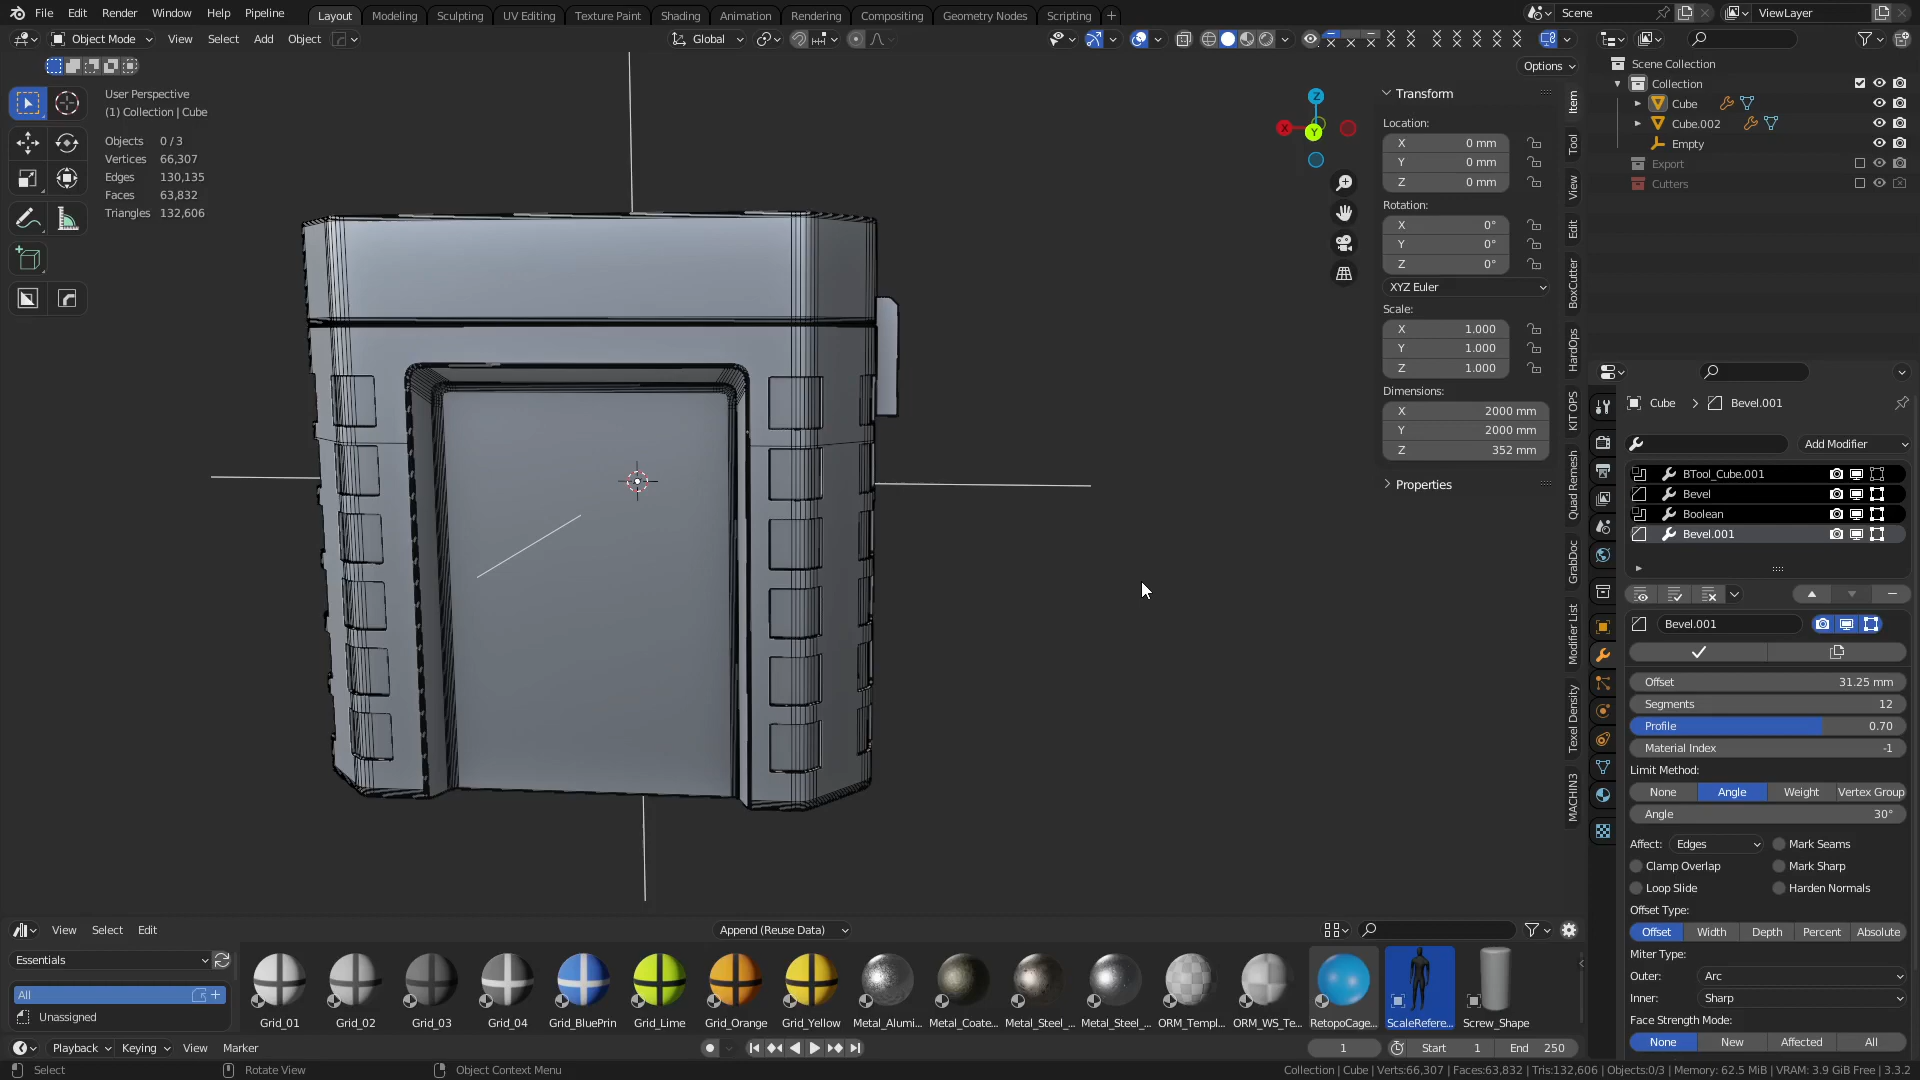 File Edit Render Window Help Pipeline
Layout Modeling Sculpting UV Editing Texture Paint Shading Animation Rendering Compositing Geometry Nodes Scripting +
Scene ViewLayer
Object Mode View Select Add Object Global
Options
User Perspective
(1) Collection | Cube
Objects 0 / 3
Vertices 66,307
Edges 130,135
Faces 63,832
Triangles 132,606
Z
X
Y
Transform
Location:
X 0 mm
Y 0 mm
Z 0 mm
Rotation:
X 0°
Y 0°
Z 0°
XYZ Euler
Scale:
X 1.000
Y 1.000
Z 1.000
Dimensions:
X 2000 mm
Y 2000 mm
Z 352 mm
Properties
Item
Tool
View
Edit
BoxCutter
HardOps
KIT OPS
Quad Remesh
GrabDoc
Modifier List
Texel Density
MACHIN3
Scene Collection
Collection
Cube
Cube.002
Empty
Export
Cutters
Cube > Bevel.001
Add Modifier
BTool_Cube.001
Bevel
Boolean
Bevel.001
Bevel.001
Offset 31.25 mm
Segments 12
Profile 0.70
Material Index -1
Limit Method:
None Angle Weight Vertex Group
Angle 30°
Affect: Edges Mark Seams
Clamp Overlap Mark Sharp
Loop Slide Harden Normals
Offset Type:
Offset Width Depth Percent Absolute
Miter Type:
Outer: Arc
Inner: Sharp
Face Strength Mode:
None New Affected All
View Select Edit Append (Reuse Data)
Essentials
All
Unassigned
Grid_01 Grid_02 Grid_03 Grid_04 Grid_BluePrin Grid_Lime Grid_Orange Grid_Yellow Metal_Alumi... Metal_Coate... Metal_Steel_... Metal_Steel_... ORM_Templ... ORM_WS_Te... RetopoCage... ScaleRefere... Screw_Shape
Playback Keying View Marker 1 Start 1 End 250
Select Rotate View Object Context Menu Collection | Cube | Verts:66,307 | Faces:63,832 | Tris:132,606 | Objects:0/3 | Memory: 62.5 MiB | VRAM: 3.9 GiB Free | 3.3.2